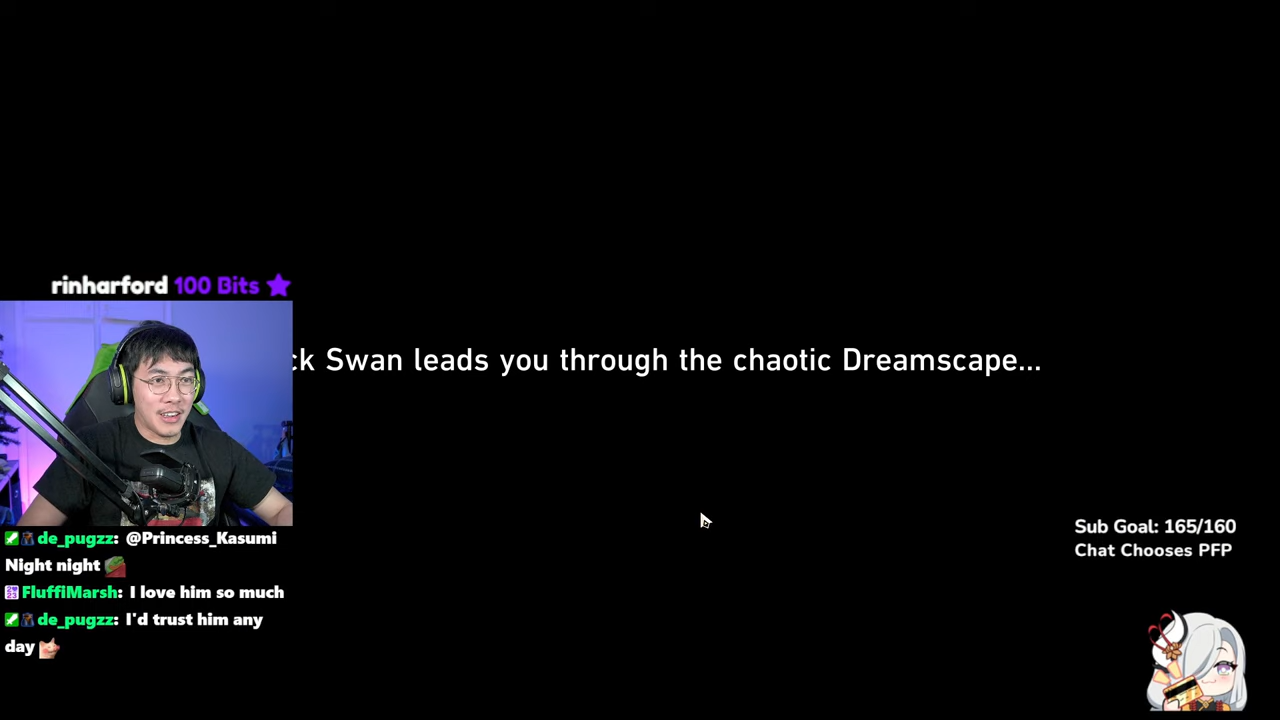 rinharford 100 Bits
ck Swan leads you through the chaotic Dreamscape...
de_pugzz: @Princess_Kasumi
Night night
FluffiMarsh: I love him so much
de_pugzz: I'd trust him any
day
Sub Goal: 165/160
Chat Chooses PFP